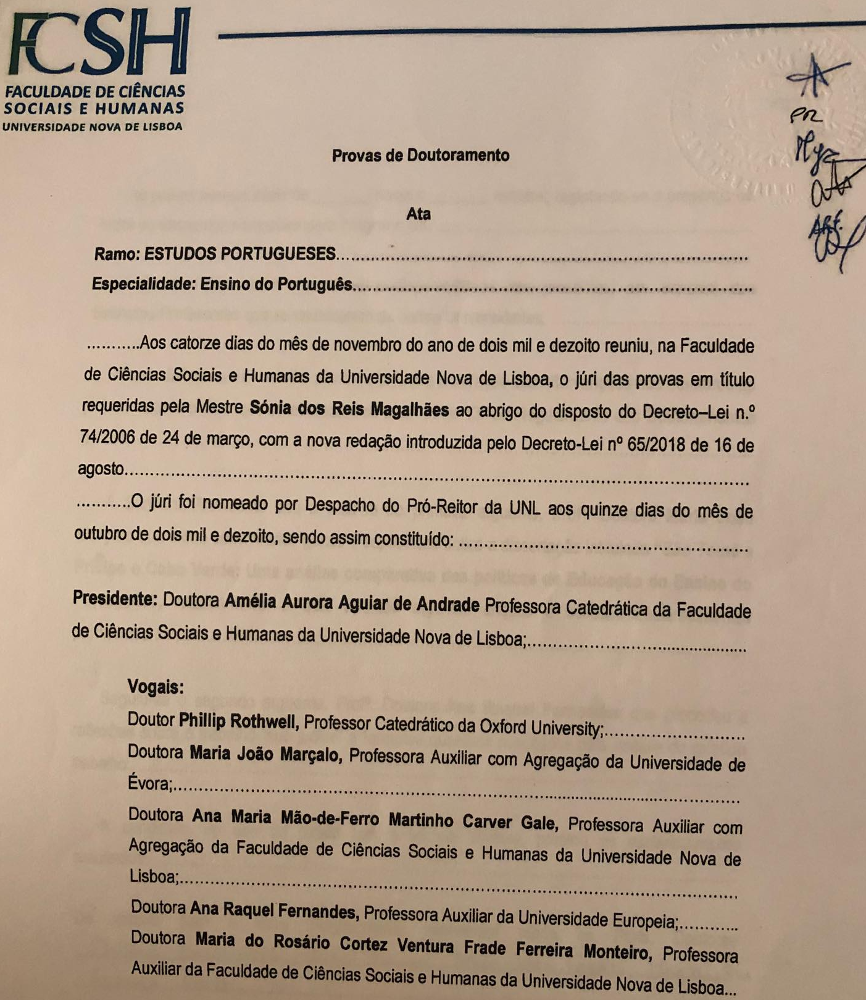 FCSH
FACULDADE DE CIÊNCIAS
SOCIAIS E HUMANAS
UNIVERSIDADE NOVA DE LISBOA
PR
Provas de Doutoramento
Ata
Ramo: ESTUDOS PORTUGUESES
Especialidade: Ensino do Português
...........Aos catorze dias do mês de novembro do ano de dois mil e dezoito reuniu, na Faculdade
de Ciências Sociais e Humanas da Universidade Nova de Lisboa, o júri das provas em título
requeridas pela Mestre Sónia dos Reis Magalhães ao abrigo do disposto do Decreto–Lei n.º
74/2006 de 24 de março, com a nova redação introduzida pelo Decreto-Lei nº 65/2018 de 16 de
agosto
...........O júri foi nomeado por Despacho do Pró-Reitor da UNL aos quinze dias do mês de
outubro de dois mil e dezoito, sendo assim constituído:
Presidente: Doutora Amélia Aurora Aguiar de Andrade Professora Catedrática da Faculdade
de Ciências Sociais e Humanas da Universidade Nova de Lisboa;
Vogais:
Doutor Phillip Rothwell, Professor Catedrático da Oxford University;
Doutora Maria João Marçalo, Professora Auxiliar com Agregação da Universidade de
Évora;
Doutora Ana Maria Mão-de-Ferro Martinho Carver Gale, Professora Auxiliar com
Agregação da Faculdade de Ciências Sociais e Humanas da Universidade Nova de
Lisboa;
Doutora Ana Raquel Fernandes, Professora Auxiliar da Universidade Europeia;
Doutora Maria do Rosário Cortez Ventura Frade Ferreira Monteiro, Professora
Auxiliar da Faculdade de Ciências Sociais e Humanas da Universidade Nova de Lisboa...